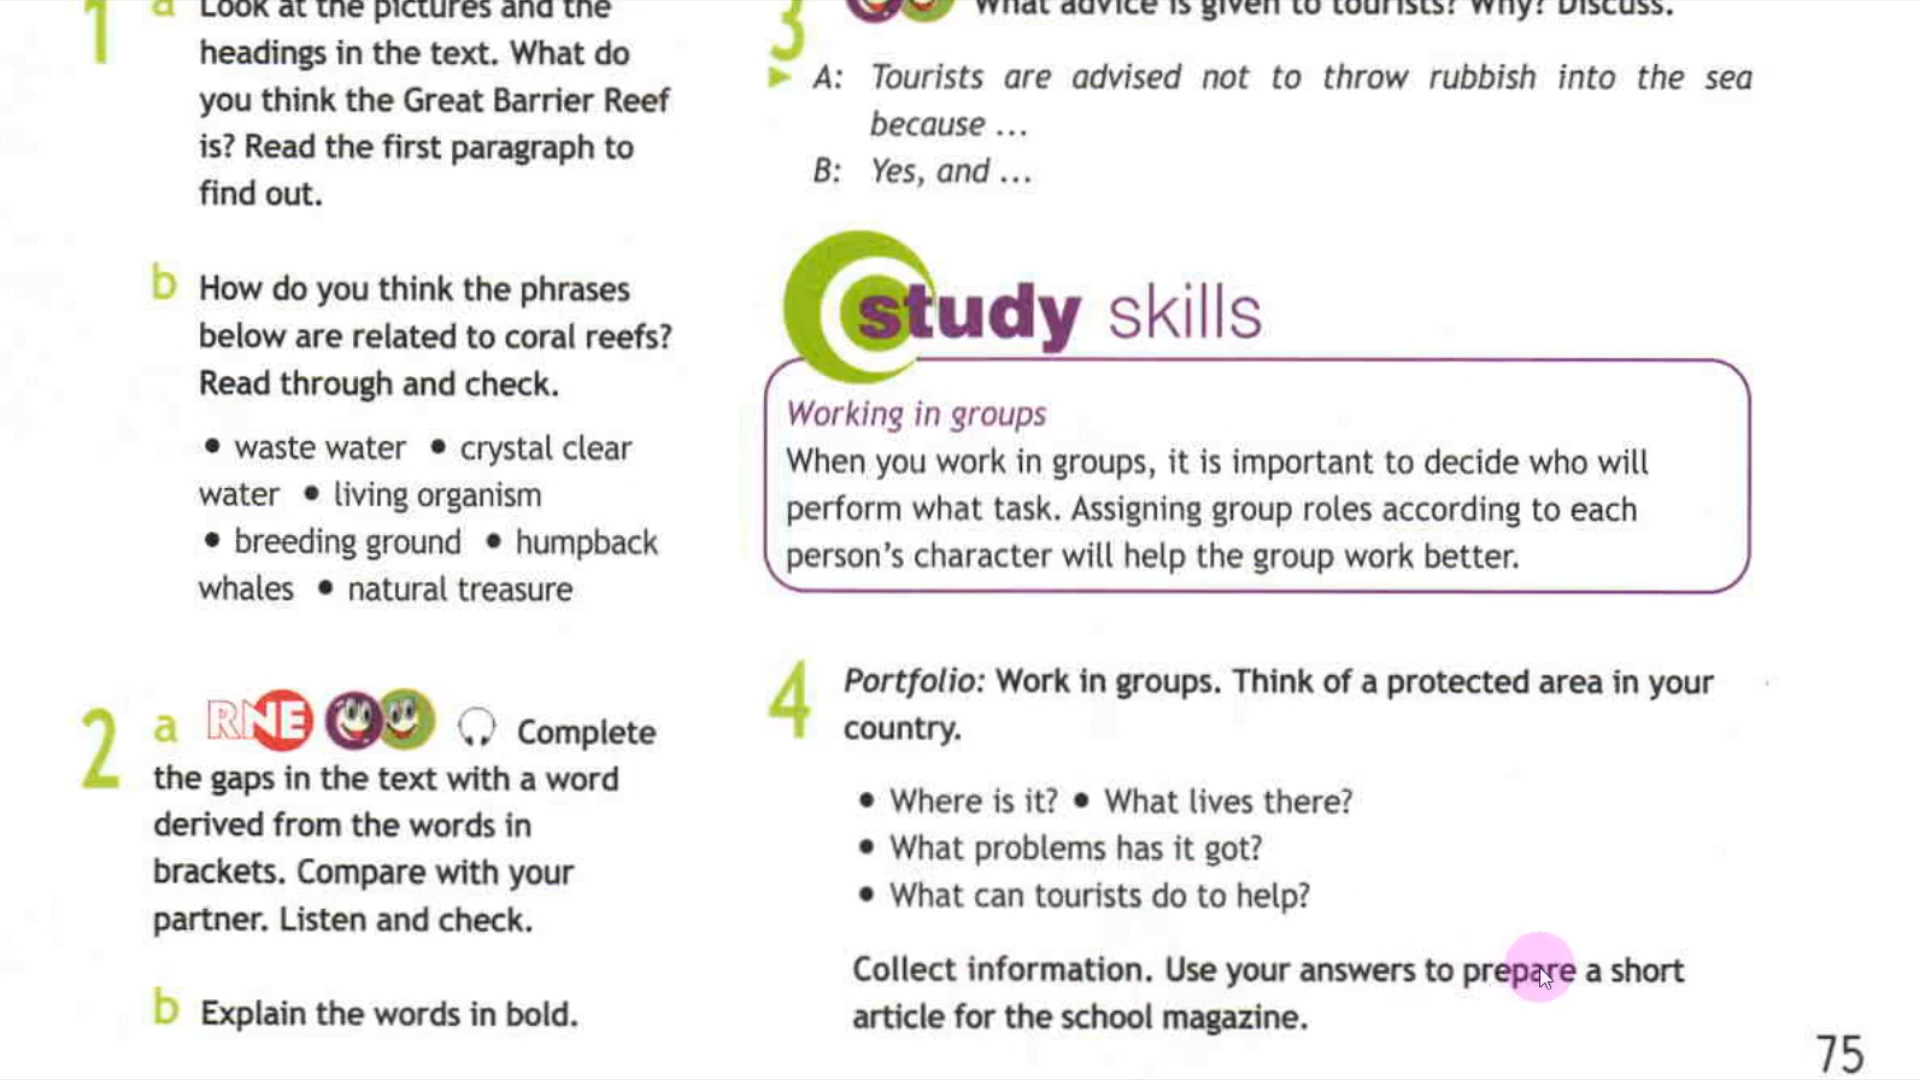 1 a Look at the pictures and the
headings in the text. What do
you think the Great Barrier Reef
is? Read the first paragraph to
find out.
b How do you think the phrases
below are related to coral reefs?
Read through and check.
• waste water • crystal clear
water • living organism
• breeding ground • humpback
whales • natural treasure
2 a RNE Complete
the gaps in the text with a word
derived from the words in
brackets. Compare with your
partner. Listen and check.
b Explain the words in bold.
3 What advice is given to tourists? Why? Discuss.
A: Tourists are advised not to throw rubbish into the sea
because ...
B: Yes, and ...
study skills
Working in groups
When you work in groups, it is important to decide who will
perform what task. Assigning group roles according to each
person's character will help the group work better.
4 Portfolio: Work in groups. Think of a protected area in your
country.
• Where is it? • What lives there?
• What problems has it got?
• What can tourists do to help?
Collect information. Use your answers to prepare a short
article for the school magazine.
75